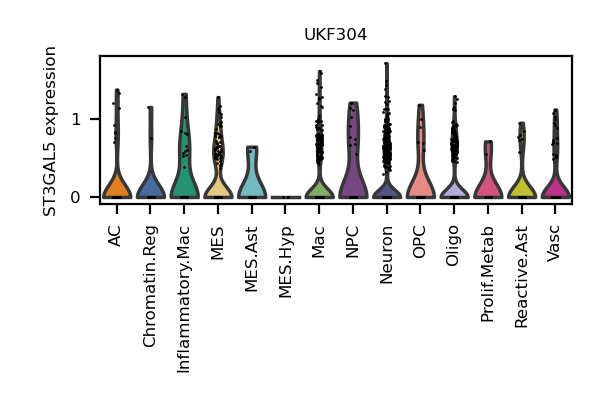 UKF304
ST3GAL5 expression
1
0
AC
Chromatin.Reg
Inflammatory.Mac
MES
MES.Ast
MES.Hyp
Mac
NPC
Neuron
OPC
Oligo
Prolif.Metab
Reactive.Ast
Vasc